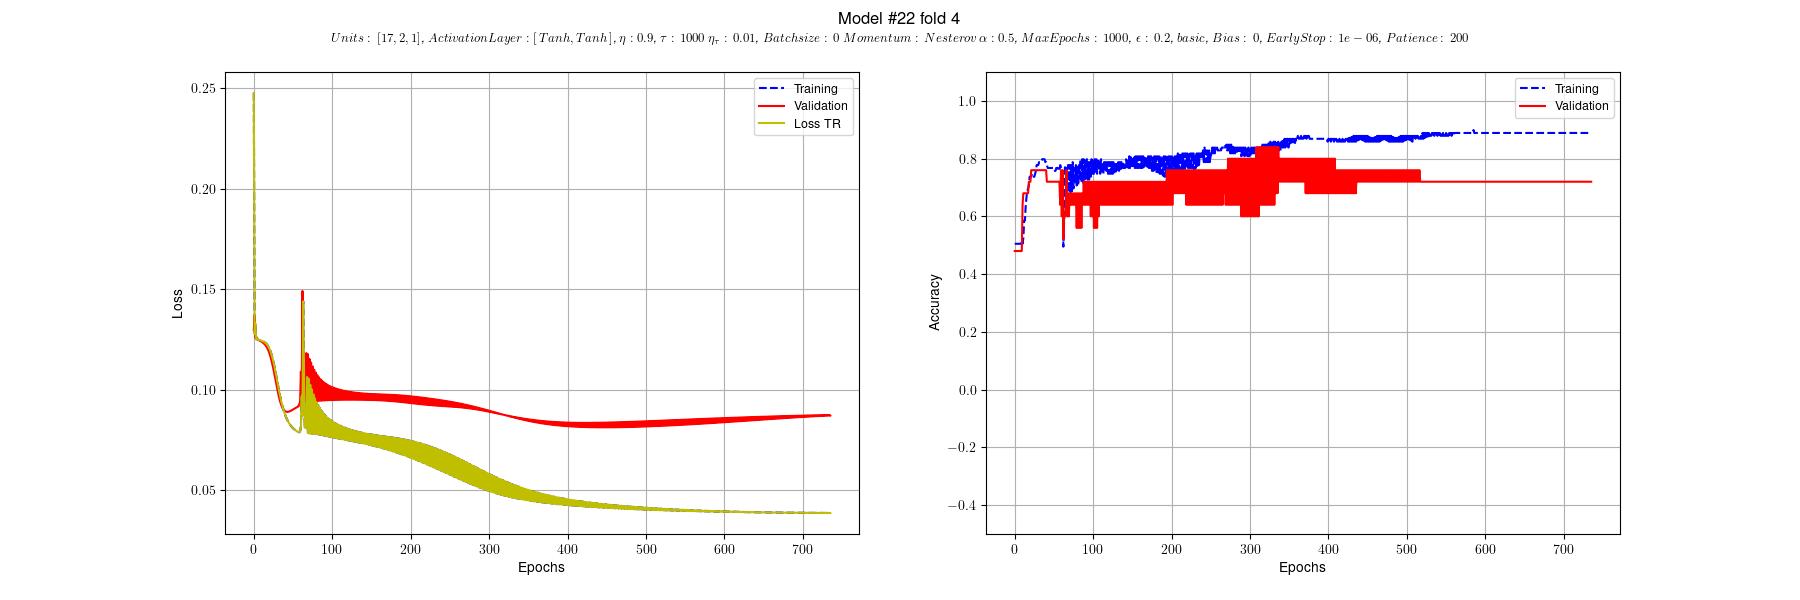 Model #22 fold 4
Units : [17, 2, 1], ActivationLayer : [Tanh, Tanh], η : 0.9, τ : 1000 ητ : 0.01, Batchsize : 0 Momentum : Nesterov α : 0.5, MaxEpochs : 1000, ϵ : 0.2, basic, Bias : 0, EarlyStop : 1e − 06, Patience : 200
Loss
0.25
0.20
0.15
0.10
0.05
0 100 200 300 400 500 600 700
Epochs
Training
Validation
Loss TR
Accuracy
1.0
0.8
0.6
0.4
0.2
0.0
−0.2
−0.4
0 100 200 300 400 500 600 700
Epochs
Training
Validation